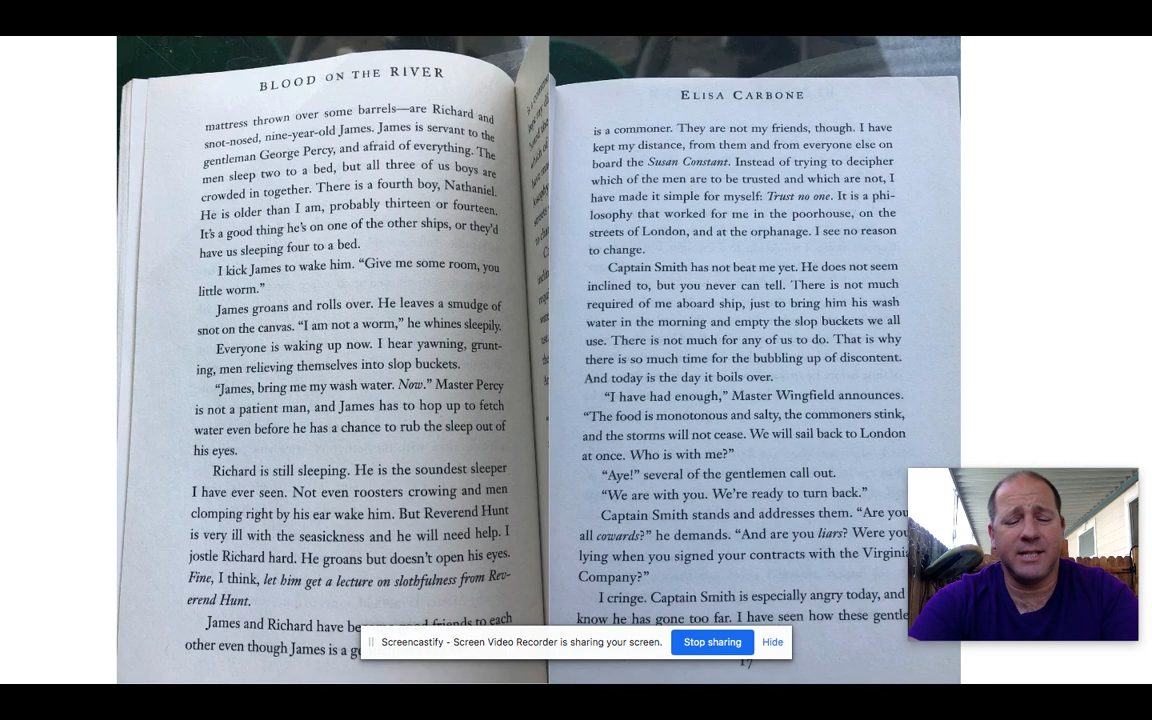 BLOOD ON THE RIVER
mattress thrown over some barrels—are Richard and
snot-nosed, nine-year-old James. James is servant to the
gentleman George Percy, and afraid of everything. The
men sleep two to a bed, but all three of us boys are
crowded in together. There is a fourth boy, Nathaniel.
He is older than I am, probably thirteen or fourteen.
It's a good thing he's on one of the other ships, or they'd
have us sleeping four to a bed.
I kick James to wake him. “Give me some room, you
little worm.”
James groans and rolls over. He leaves a smudge of
snot on the canvas. “I am not a worm,” he whines sleepily.
Everyone is waking up now. I hear yawning, grunt-
ing, men relieving themselves into slop buckets.
“James, bring me my wash water. Now.” Master Percy
is not a patient man, and James has to hop up to fetch
water even before he has a chance to rub the sleep out of
his eyes.
Richard is still sleeping. He is the soundest sleeper
I have ever seen. Not even roosters crowing and men
clomping right by his ear wake him. But Reverend Hunt
is very ill with the seasickness and he will need help. I
jostle Richard hard. He groans but doesn't open his eyes.
Fine, I think, let him get a lecture on slothfulness from Rev-
erend Hunt.
James and Richard have friends to each
other even though James is a
ELISA CARBONE
is a commoner. They are not my friends, though. I have
kept my distance, from them and from everyone else on
board the Susan Constant. Instead of trying to decipher
which of the men are to be trusted and which are not, I
have made it simple for myself: Trust no one. It is a phi-
losophy that worked for me in the poorhouse, on the
streets of London, and at the orphanage. I see no reason
to change.
Captain Smith has not beat me yet. He does not seem
inclined to, but you never can tell. There is not much
required of me aboard ship, just to bring him his wash
water in the morning and empty the slop buckets we all
use. There is not much for any of us to do. That is why
there is so much time for the bubbling up of discontent.
And today is the day it boils over.
“I have had enough,” Master Wingfield announces.
“The food is monotonous and salty, the commoners stink,
and the storms will not cease. We will sail back to London
at once. Who is with me?”
“Aye!” several of the gentlemen call out.
“We are with you. We're ready to turn back.”
Captain Smith stands and addresses them. “Are you
all cowards?” he demands. “And are you liars? Were you
lying when you signed your contracts with the Virginia
Company?”
I cringe. Captain Smith is especially angry today, and
know he has gone too far. I have seen how these gentle
17
Screencastify - Screen Video Recorder is sharing your screen.
Stop sharing
Hide